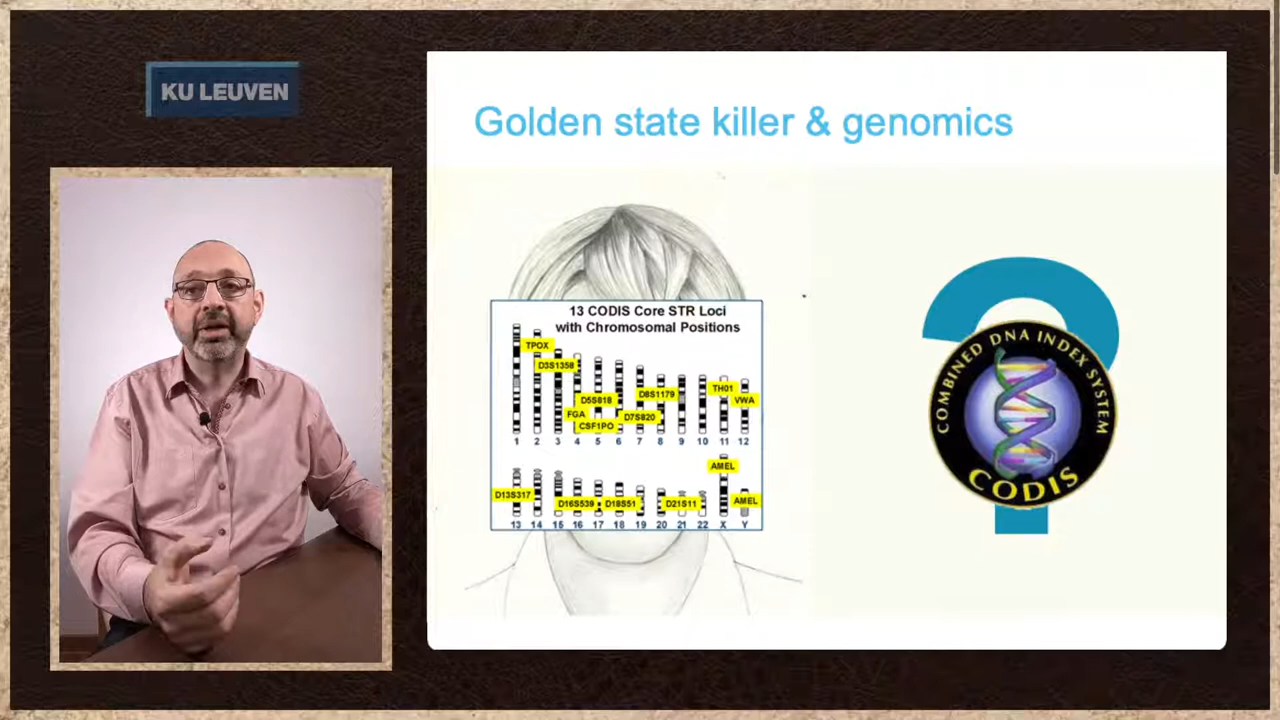 KU LEUVEN
Golden state killer & genomics
13 CODIS Core STR Loci
with Chromosomal Positions
TPOX
D3S1358
D8S1179
TH01
D5S818
VWA
FGA
D7S820
CSF1PO
1 2 3 4 5 6 7 8 9 10 11 12
AMEL
D13S317
D16S539
D18S51
D21S11
AMEL
13 14 15 16 17 18 19 20 21 22 X Y
COMBINED DNA INDEX SYSTEM
CODIS